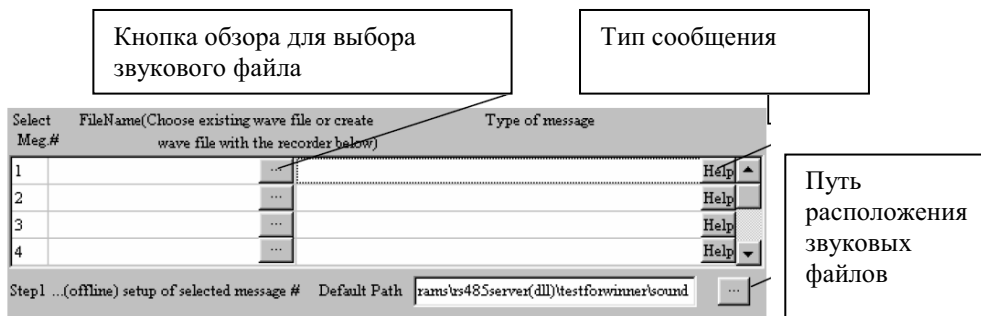 Кнопка обзора для выбора
звукового файла
Тип сообщения
Select
Meg.#
FileName(Choose existing wave file or create
wave file with the recorder below)
Type of message
1 ... Help
2 ... Help
3 ... Help
4 ... Help
Путь
расположения
звуковых
файлов
Step1 ...(offline) setup of selected message # Default Path rams\rs485server(dll)\testforwinner\sound ...